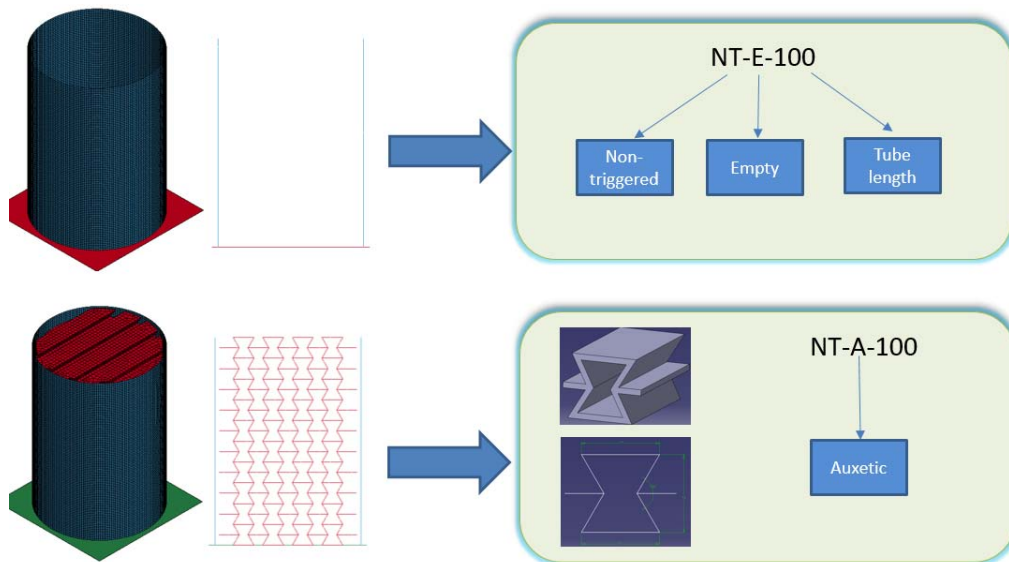 NT-E-100
Non-
triggered
Empty
Tube
length
NT-A-100
Auxetic